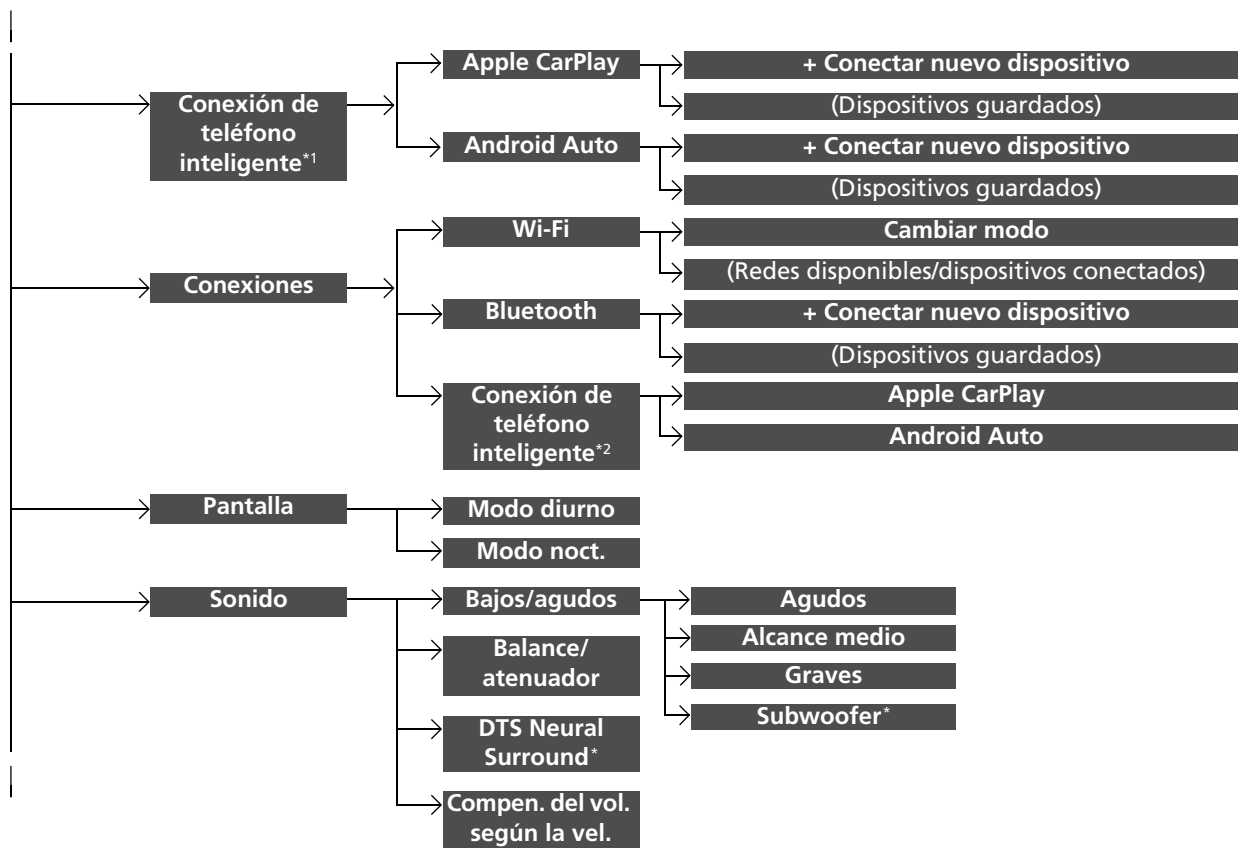 Conexión de
teléfono
inteligente*1
Apple CarPlay
+ Conectar nuevo dispositivo
(Dispositivos guardados)
Android Auto
+ Conectar nuevo dispositivo
(Dispositivos guardados)
Conexiones
Wi-Fi
Cambiar modo
(Redes disponibles/dispositivos conectados)
Bluetooth
+ Conectar nuevo dispositivo
(Dispositivos guardados)
Conexión de
teléfono
inteligente*2
Apple CarPlay
Android Auto
Pantalla
Modo diurno
Modo noct.
Sonido
Bajos/agudos
Agudos
Alcance medio
Graves
Subwoofer*
Balance/
atenuador
DTS Neural
Surround*
Compen. del vol.
según la vel.